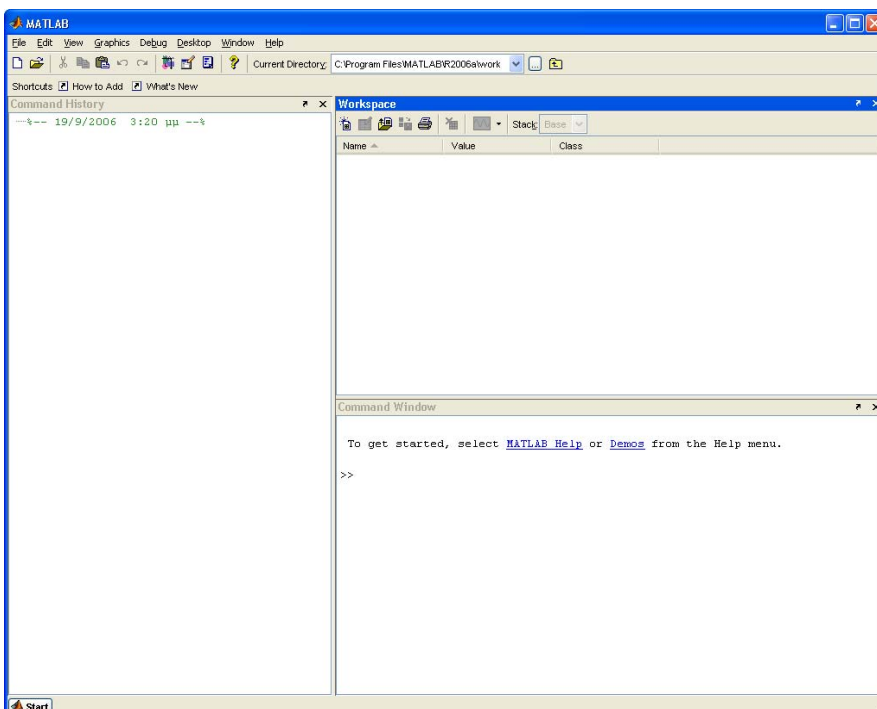 MATLAB
File Edit View Graphics Debug Desktop Window Help
Current Directory: C:\Program Files\MATLAB\R2006a\work
Shortcuts How to Add What's New
Command History
%-- 19/9/2006 3:20 μμ --%
Workspace
Stack: Base
Name Value Class
Command Window
To get started, select MATLAB Help or Demos from the Help menu.
>>
Start